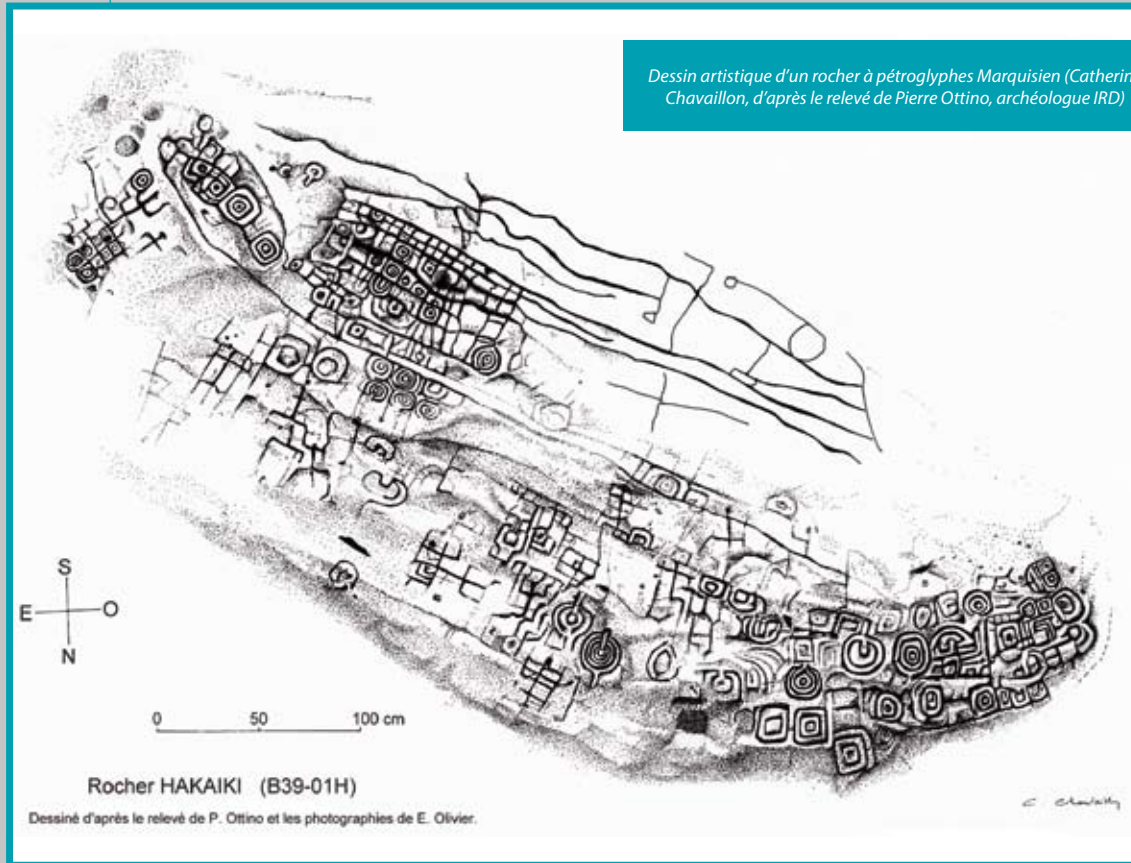 Dessin artistique d'un rocher à pétroglyphes Marquisien (Catherin
Chavaillon, d'après le relevé de Pierre Ottino, archéologue IRD)
S
E O
N
0 50 100 cm
Rocher HAKAIKI (B39-01H)
Dessiné d'après le relevé de P. Ottino et les photographies de E. Olivier.